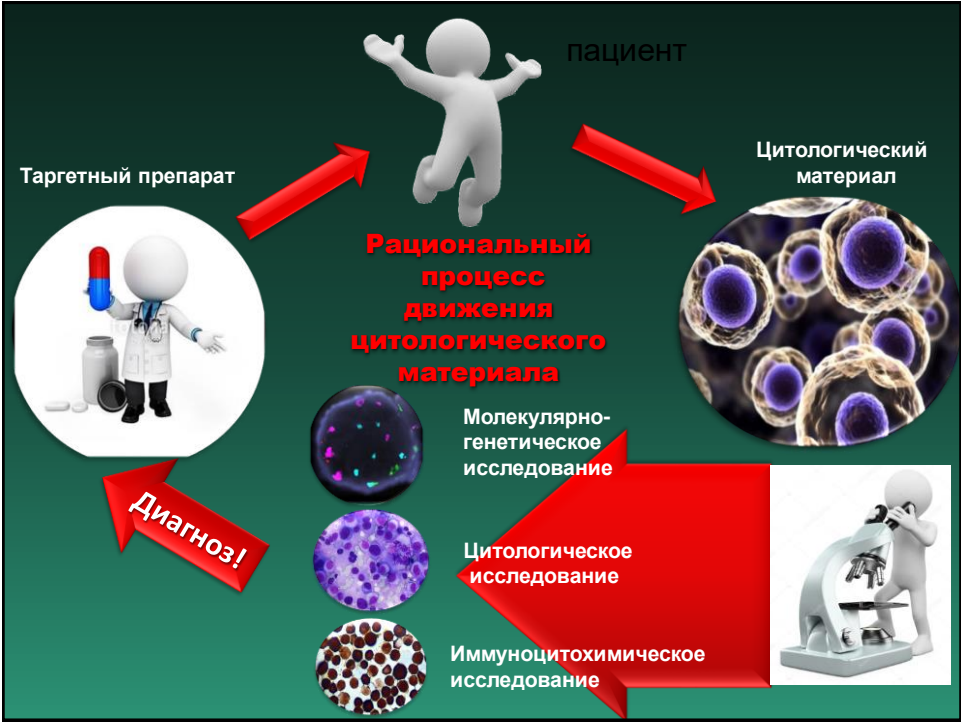 пациент
Цитологический
материал
Таргетный препарат
Рациональный
процесс
движения
цитологического
материала
Молекулярно-
генетическое
исследование
Диагноз!
Цитологическое
исследование
Иммуноцитохимическое
исследование